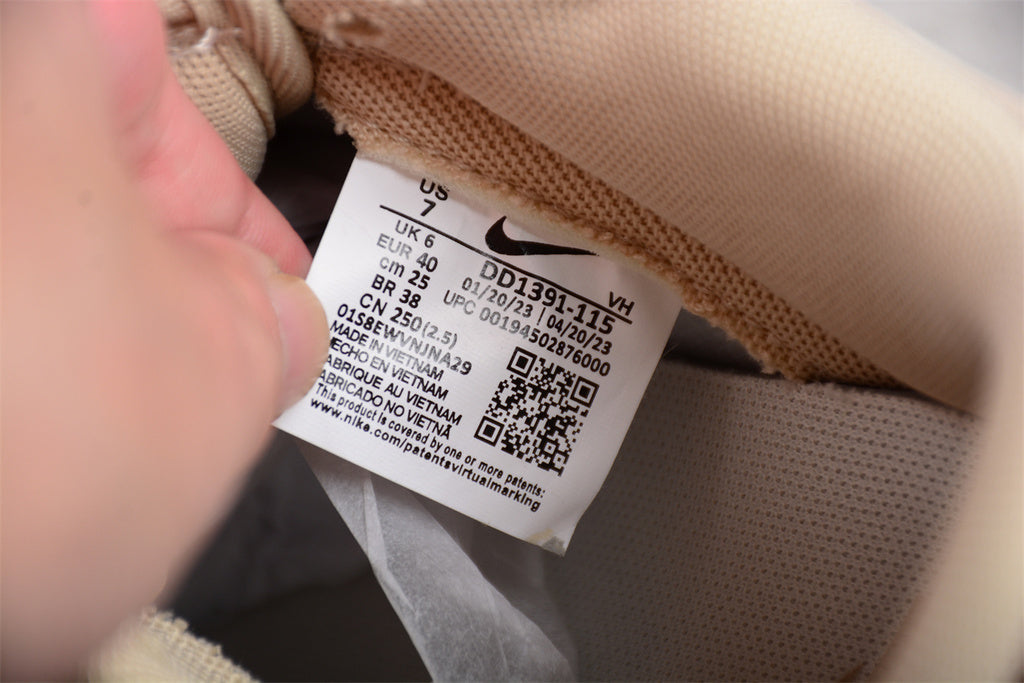 US
7
UK 6
EUR 40
cm 25
BR 38
CN 250(2.5)
VH
DD1391-115
01/20/23 | 04/20/23
UPC 00194502876000
01S8EWVNJNA29
MADE IN VIETNAM
HECHO EN VIETNAM
FABRIQUE AU VIETNAM
FABRICADO NO VIETNÃ
This product is covered by one or more patents:
www.nike.com/patentsvirtualmarking